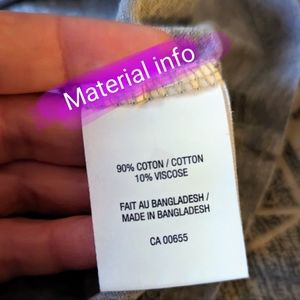 Material info
90% COTON / COTTON
10% VISCOSE
FAIT AU BANGLADESH /
MADE IN BANGLADESH
CA 00655